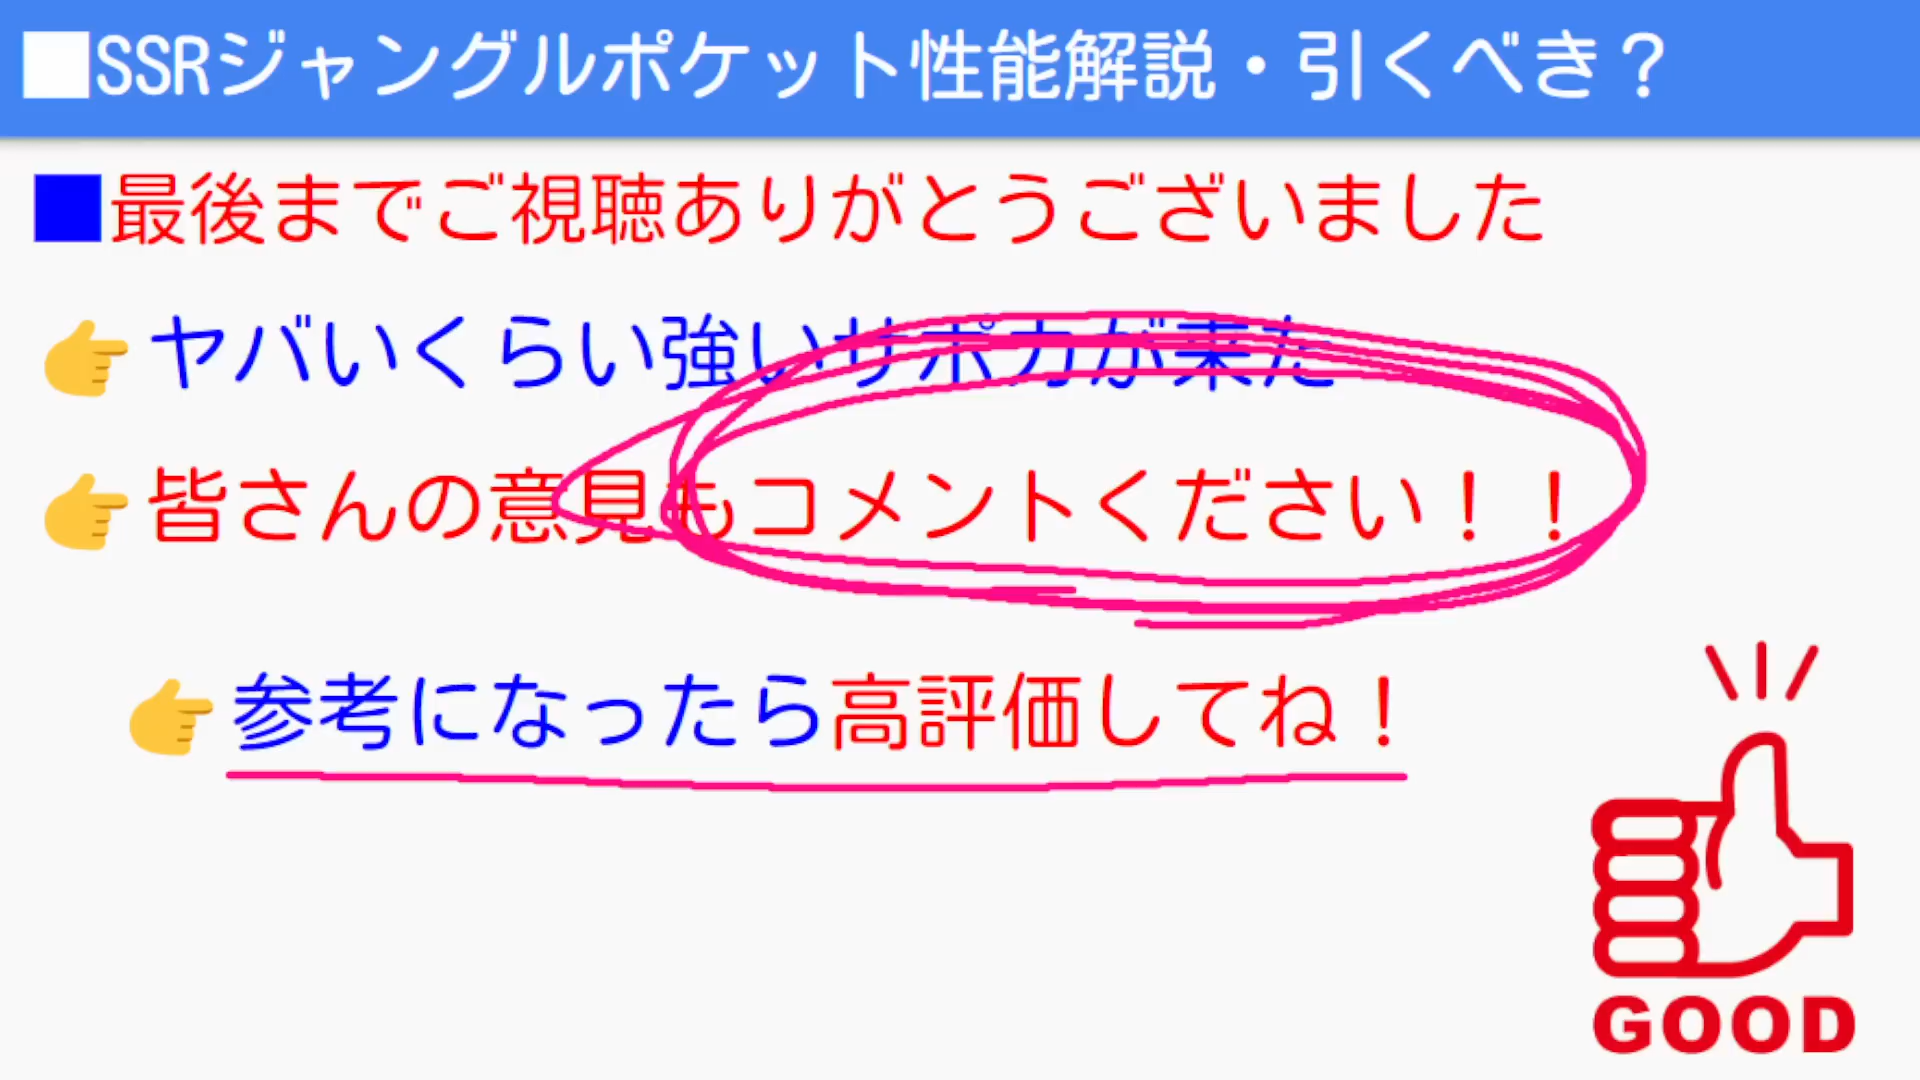 ■SSRジャングルポケット性能解説・引くべき？
■最後までご視聴ありがとうございました
👉ヤバいくらい強いサポカが来た
👉皆さんの意見もコメントください！！
👉参考になったら高評価してね！
GOOD